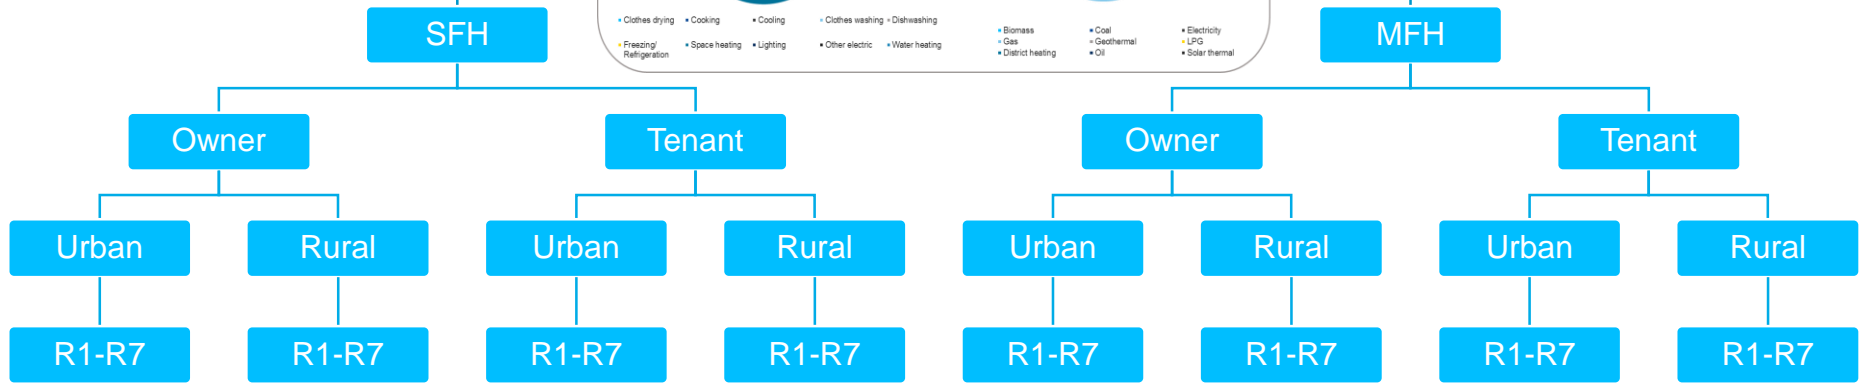 SFH
MFH
Clothes drying Cooking Cooling Clothes washing Dishwashing
Freezing/
Refrigeration
Space heating Lighting Other electric Water heating
Biomass Coal Electricity
Gas Geothermal LPG
District heating Oil Solar thermal
Owner Tenant Owner Tenant
Urban Rural Urban Rural Urban Rural Urban Rural
R1-R7 R1-R7 R1-R7 R1-R7 R1-R7 R1-R7 R1-R7 R1-R7